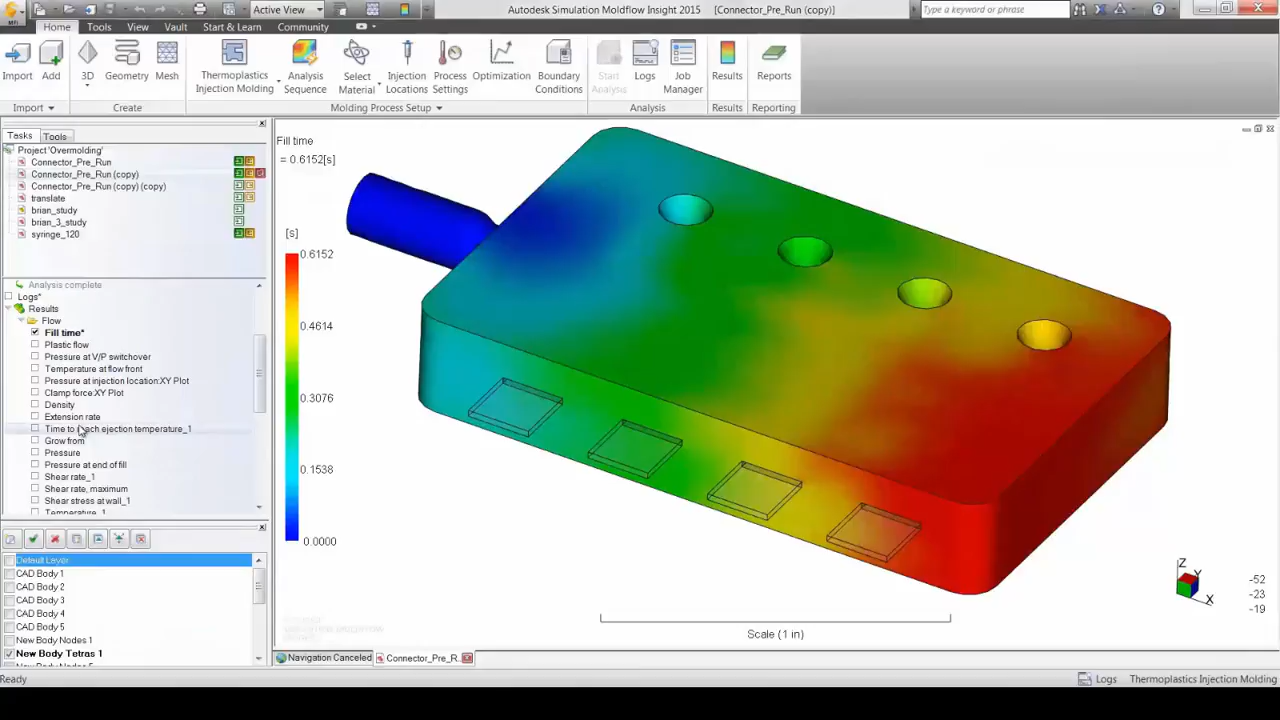 Active View
Autodesk Simulation Moldflow Insight 2015 [Connector_Pre_Run (copy)]
Type a keyword or phrase
MFI
Home Tools View Vault Start & Learn Community
Import Add 3D Geometry Mesh Thermoplastics Injection Molding Analysis Sequence Select Material Injection Locations Process Settings Optimization Boundary Conditions Start Analysis Logs Job Manager Results Reports
Import Create Molding Process Setup Analysis Results Reporting
Tasks Tools
Project 'Overmolding'
Connector_Pre_Run
Connector_Pre_Run (copy)
Connector_Pre_Run (copy) (copy)
translate
brian_study
brian_3_study
syringe_120
Analysis complete
Logs*
Results
Flow
Fill time*
Plastic flow
Pressure at V/P switchover
Temperature at flow front
Pressure at injection location:XY Plot
Clamp force:XY Plot
Density
Extension rate
Time to reach ejection temperature_1
Grow from
Pressure
Pressure at end of fill
Shear rate_1
Shear rate, maximum
Shear stress at wall_1
Temperature_1
Default Layer
CAD Body 1
CAD Body 2
CAD Body 3
CAD Body 4
CAD Body 5
New Body Nodes 1
New Body Tetras 1
Fill time
= 0.6152[s]
[s]
0.6152
0.4614
0.3076
0.1538
0.0000
Scale (1 in)
Z
Y
X
-52
-23
-19
Navigation Canceled Connector_Pre_R...
Ready
Logs Thermoplastics Injection Molding